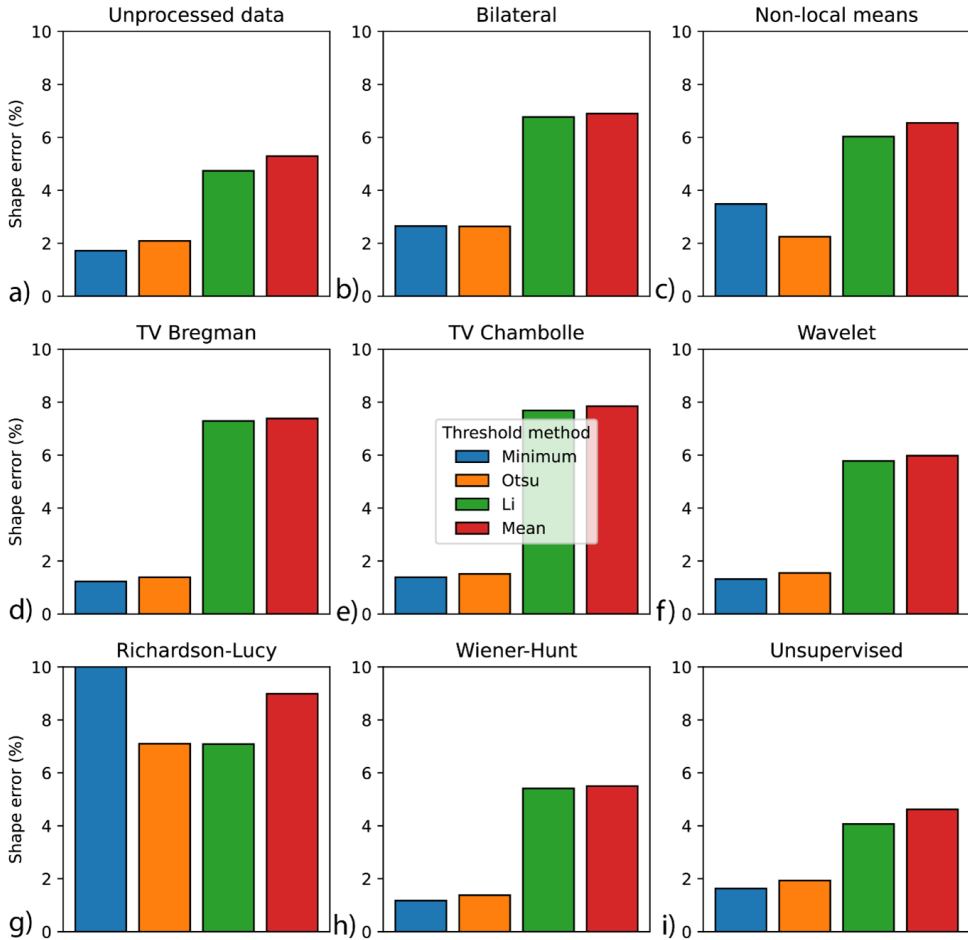 Unprocessed data
Bilateral
Non-local means
Shape error (%)
10
8
6
4
2
0
10
8
6
4
2
0
10
8
6
4
2
0
a)
b)
c)
TV Bregman
TV Chambolle
Wavelet
Shape error (%)
10
8
6
4
2
0
10
8
6
4
2
0
10
8
6
4
2
0
Threshold method
Minimum
Otsu
Li
Mean
d)
e)
f)
Richardson-Lucy
Wiener-Hunt
Unsupervised
Shape error (%)
10
8
6
4
2
0
10
8
6
4
2
0
10
8
6
4
2
0
g)
h)
i)